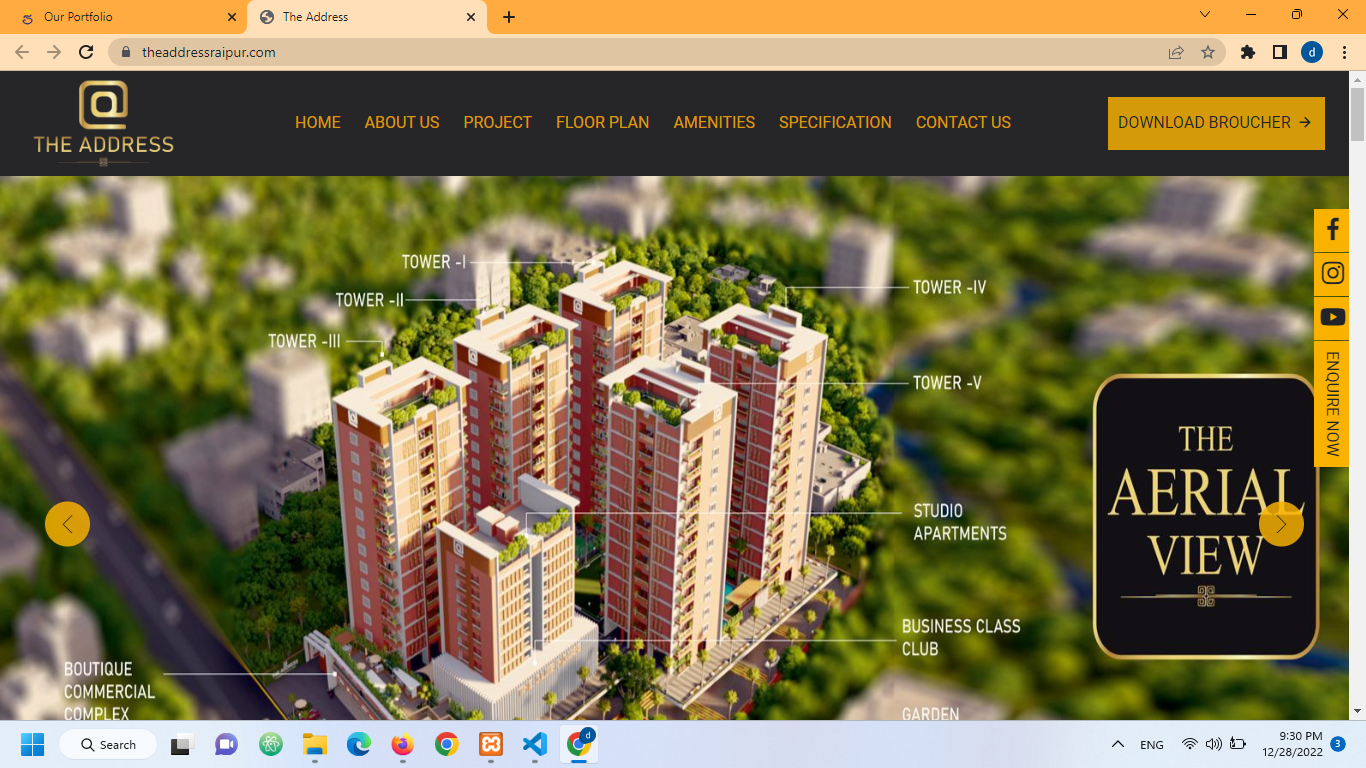 Our Portfolio
The Address
theaddressraipur.com
d
THE ADDRESS
HOME ABOUT US PROJECT FLOOR PLAN AMENITIES SPECIFICATION CONTACT US
DOWNLOAD BROUCHER →
TOWER -I
TOWER -II
TOWER -III
TOWER -IV
TOWER -V
ENQUIRE NOW
THE
AERIAL
VIEW
STUDIO
APARTMENTS
BUSINESS CLASS
CLUB
BOUTIQUE
COMMERCIAL
COMPLEX
GARDEN
Search
d
ENG
9:30 PM
12/28/2022
3